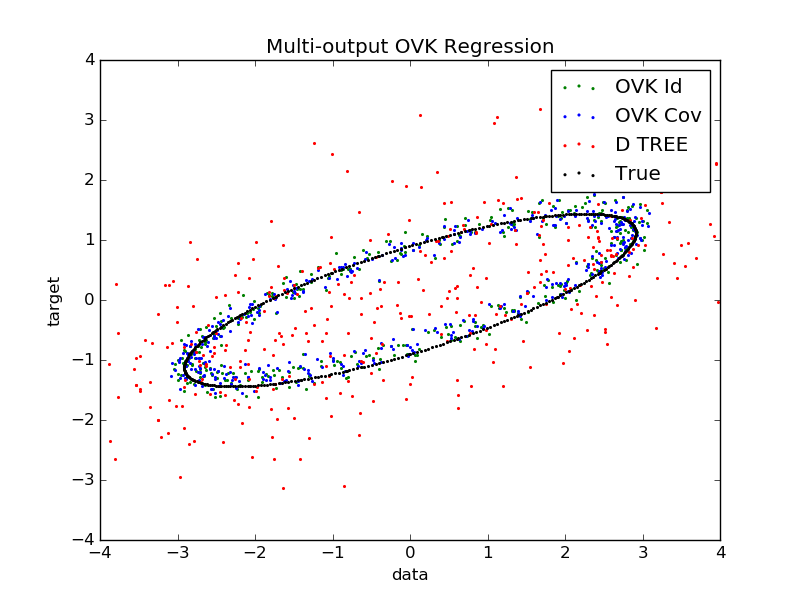 Multi-output OVK Regression
OVK Id
OVK Cov
D TREE
True
4
3
2
1
0
−1
−2
−3
−4
target
−4 −3 −2 −1 0 1 2 3 4
data